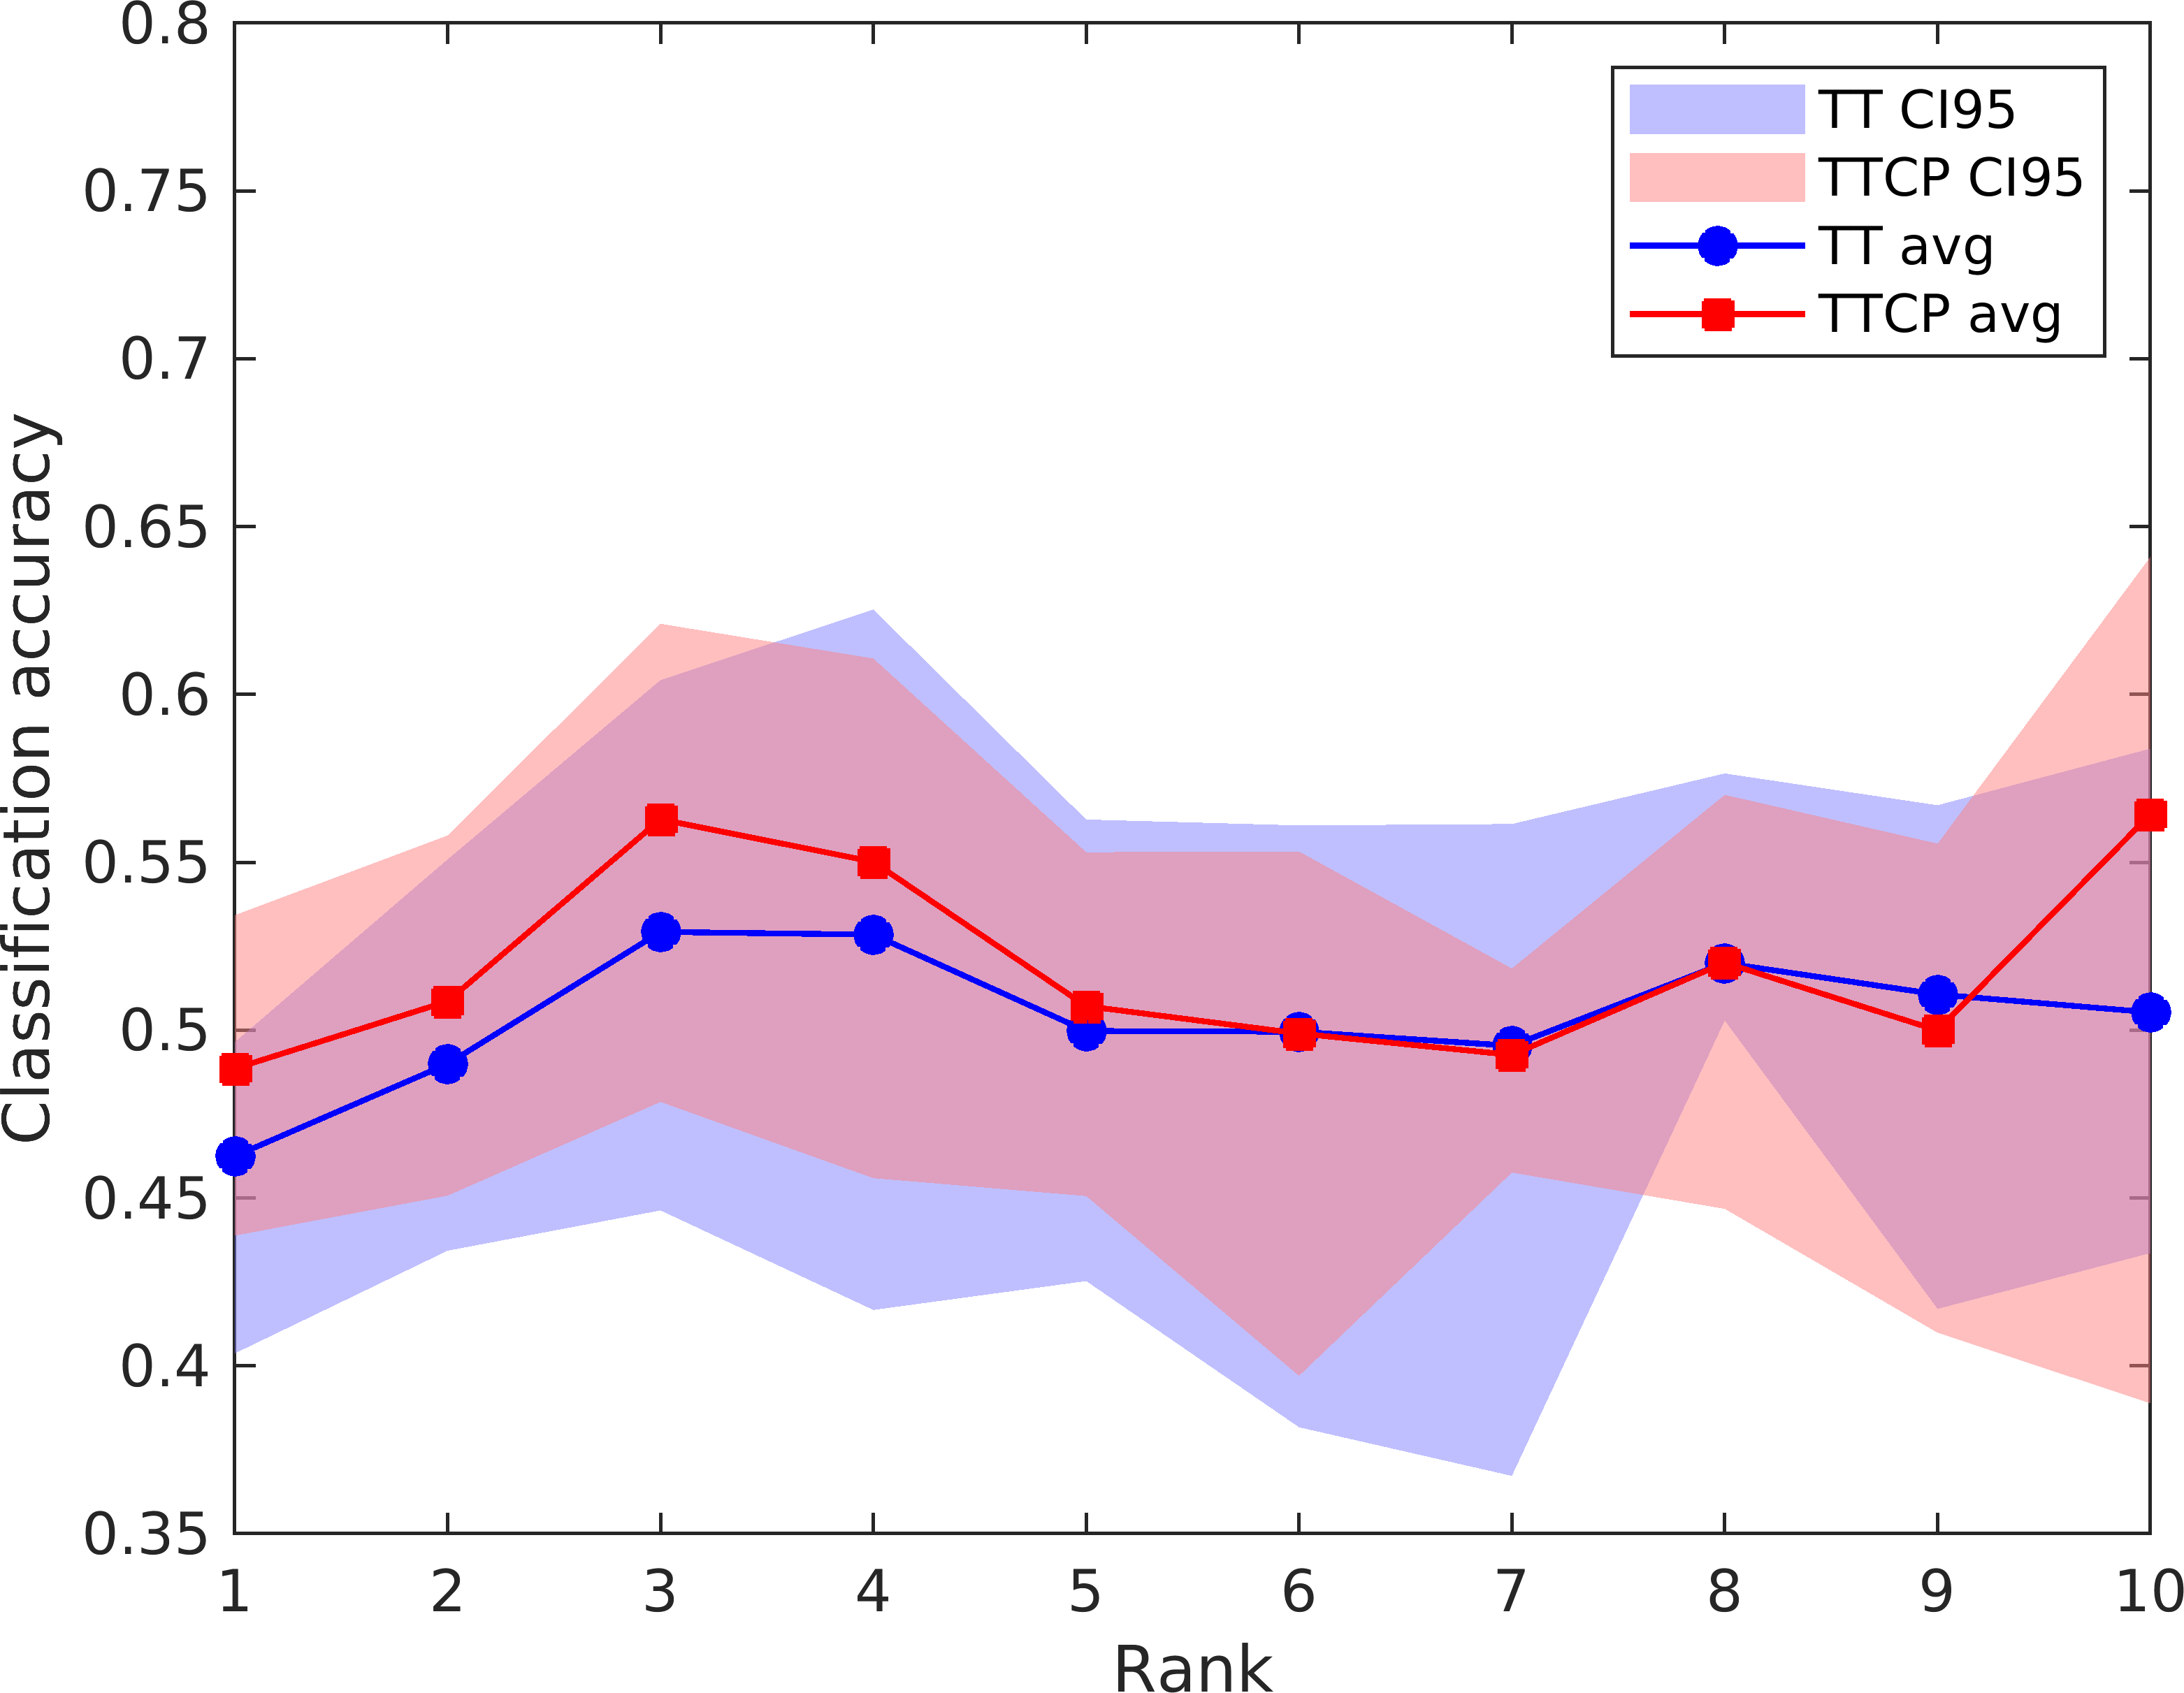 0.8
0.75
0.7
0.65
0.6
0.55
0.5
0.45
0.4
0.35
Classification accuracy
1 2 3 4 5 6 7 8 9 10
Rank
TT CI95
TTCP CI95
TT avg
TTCP avg